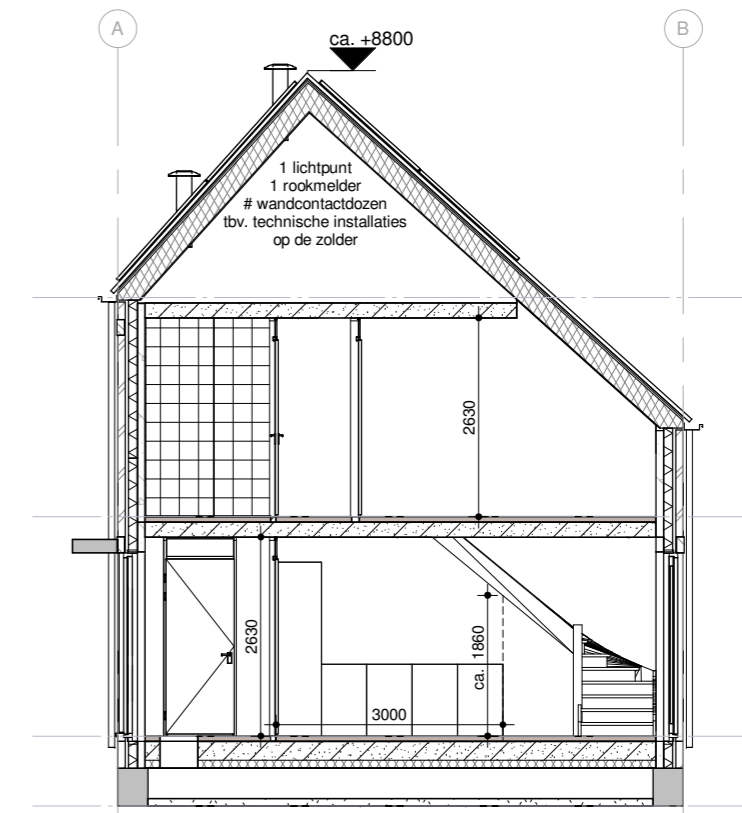 A
B
ca. +8800
1 lichtpunt
1 rookmelder
# wandcontactdozen
tbv. technische installaties
op de zolder
2630
2630
ca. 1860
3000